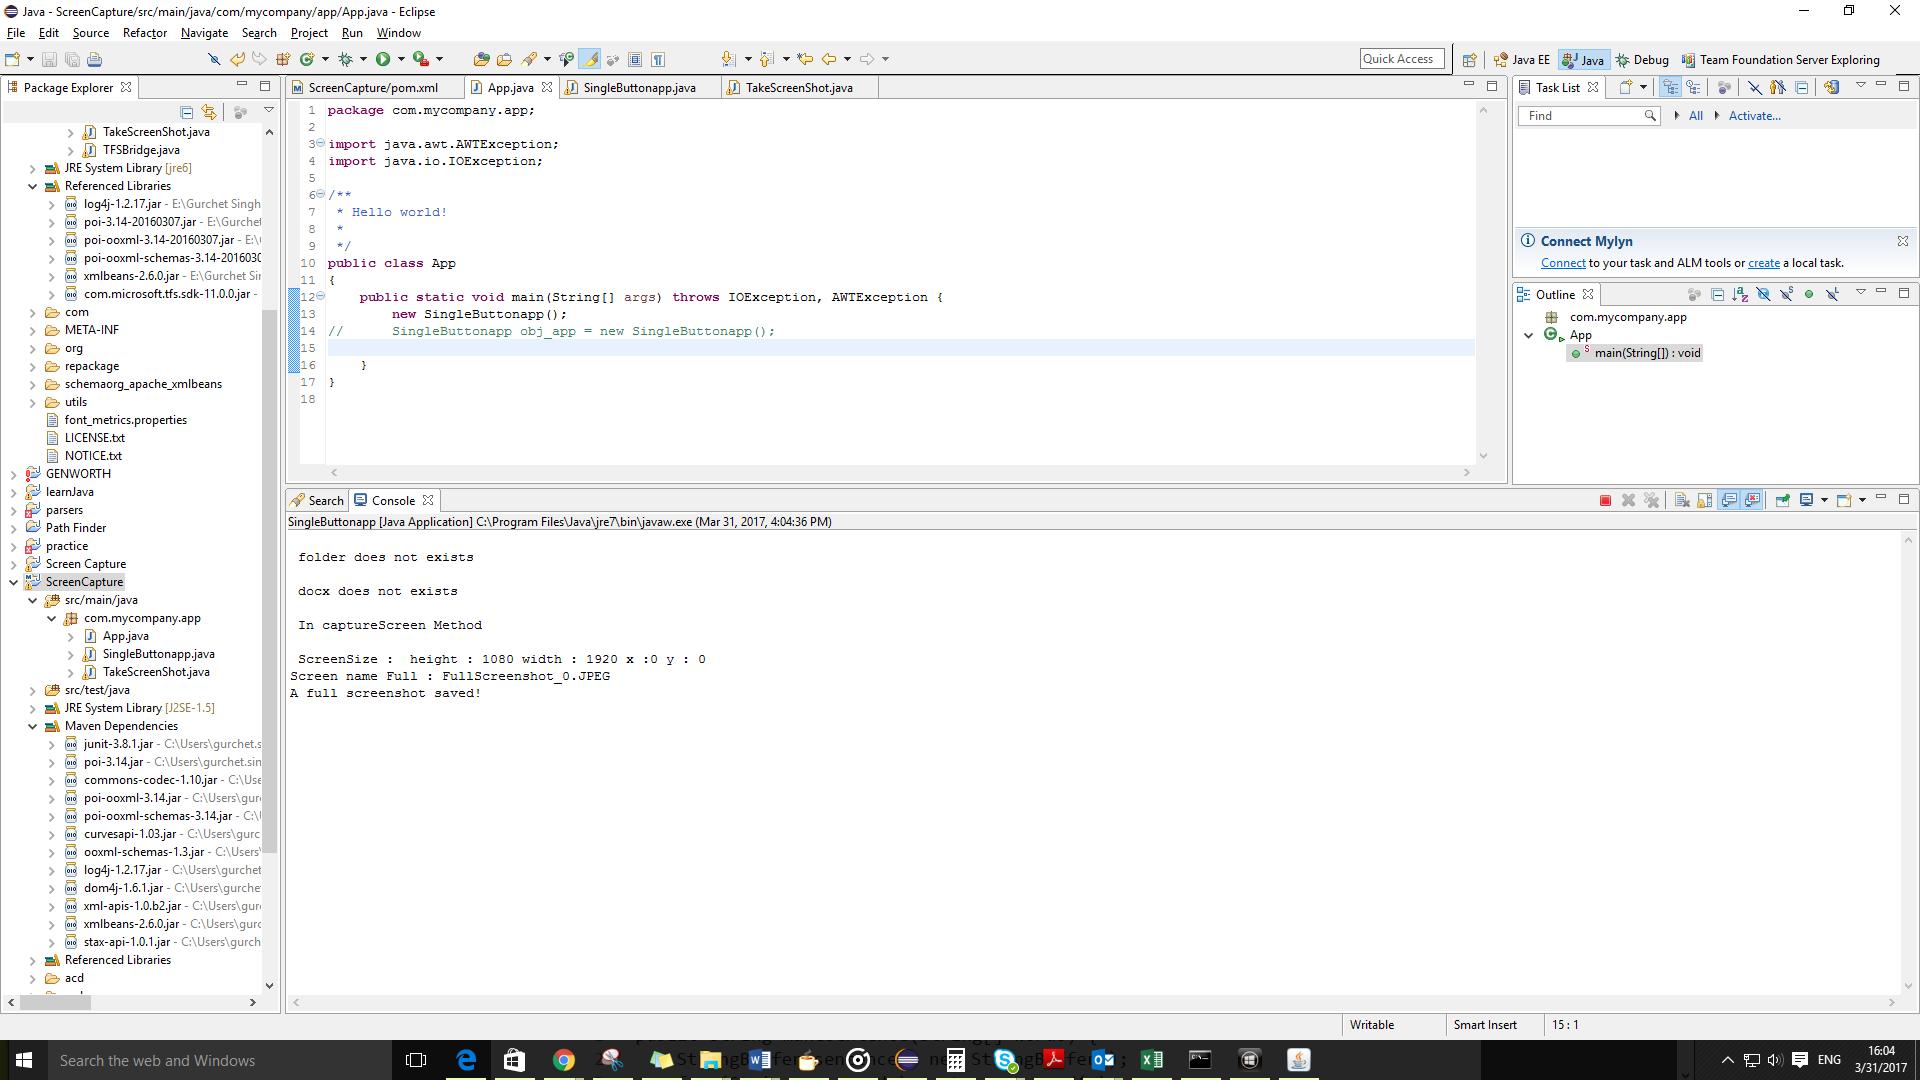 Java - ScreenCapture/src/main/java/com/mycompany/app/App.java - Eclipse
File Edit Source Refactor Navigate Search Project Run Window
Quick Access
Java EE
Java
Debug
Team Foundation Server Exploring
Package Explorer
TakeScreenShot.java
TFSBridge.java
JRE System Library [jre6]
Referenced Libraries
log4j-1.2.17.jar - E:\Gurchet Singh
poi-3.14-20160307.jar - E:\Gurchet
poi-ooxml-3.14-20160307.jar - E:\
poi-ooxml-schemas-3.14-2016030
xmlbeans-2.6.0.jar - E:\Gurchet Sir
com.microsoft.tfs.sdk-11.0.0.jar -
com
META-INF
org
repackage
schemaorg_apache_xmlbeans
utils
font_metrics.properties
LICENSE.txt
NOTICE.txt
GENWORTH
learnJava
parsers
Path Finder
practice
Screen Capture
ScreenCapture
src/main/java
com.mycompany.app
App.java
SingleButtonapp.java
TakeScreenShot.java
src/test/java
JRE System Library [J2SE-1.5]
Maven Dependencies
junit-3.8.1.jar - C:\Users\gurchet.s
poi-3.14.jar - C:\Users\gurchet.sin
commons-codec-1.10.jar - C:\Use
poi-ooxml-3.14.jar - C:\Users\gur
poi-ooxml-schemas-3.14.jar - C:\
curvesapi-1.03.jar - C:\Users\gurc
ooxml-schemas-1.3.jar - C:\Users\
log4j-1.2.17.jar - C:\Users\gurchet
dom4j-1.6.1.jar - C:\Users\gurche
xml-apis-1.0.b2.jar - C:\Users\gur
xmlbeans-2.6.0.jar - C:\Users\gurc
stax-api-1.0.1.jar - C:\Users\gurch
Referenced Libraries
acd
ScreenCapture/pom.xml
App.java
SingleButtonapp.java
TakeScreenShot.java
1 package com.mycompany.app;
2
3 import java.awt.AWTException;
4 import java.io.IOException;
5
6 /**
7 * Hello world!
8 *
9 */
10 public class App
11 {
12 public static void main(String[] args) throws IOException, AWTException {
13 new SingleButtonapp();
14 // SingleButtonapp obj_app = new SingleButtonapp();
15
16 }
17 }
18
Task List
Find
All
Activate...
Connect Mylyn
Connect to your task and ALM tools or create a local task.
Outline
com.mycompany.app
App
main(String[]) : void
Search
Console
SingleButtonapp [Java Application] C:\Program Files\Java\jre7\bin\javaw.exe (Mar 31, 2017, 4:04:36 PM)
folder does not exists
docx does not exists
In captureScreen Method
ScreenSize : height : 1080 width : 1920 x :0 y : 0
Screen name Full : FullScreenshot_0.JPEG
A full screenshot saved!
Writable
Smart Insert
15 : 1
Search the web and Windows
ENG
16:04
3/31/2017